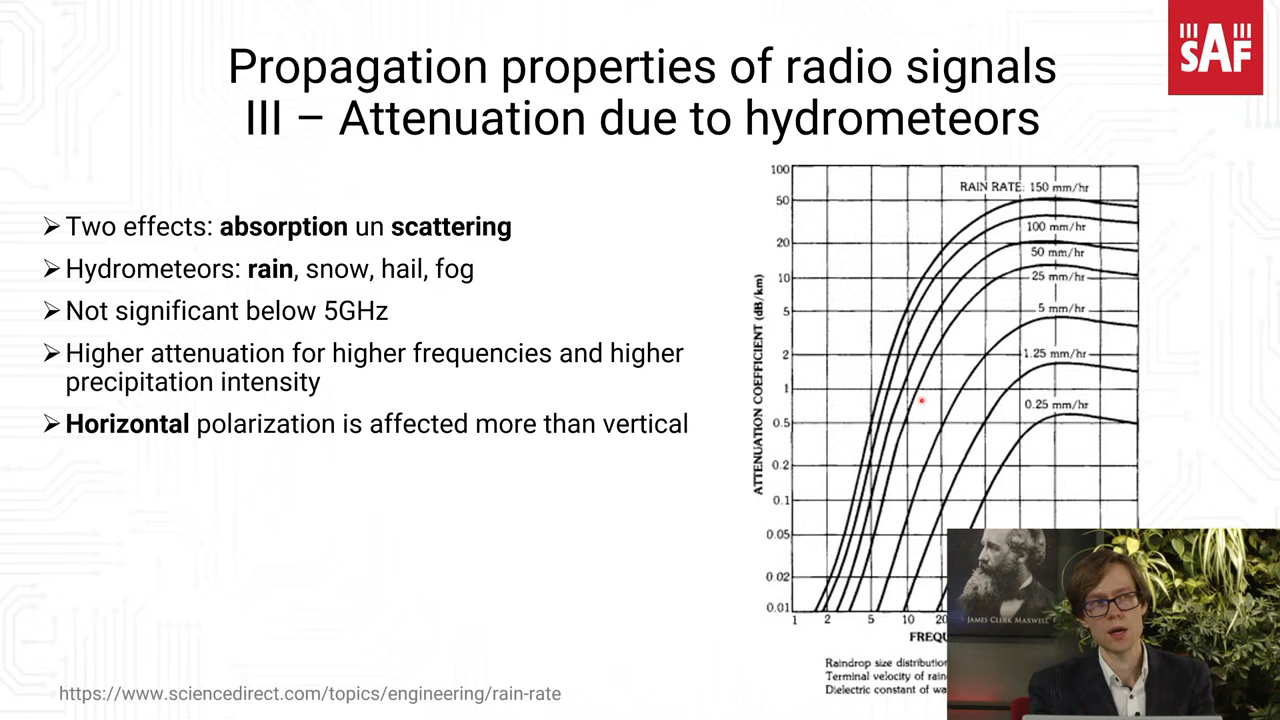 SAF
Propagation properties of radio signals
III – Attenuation due to hydrometeors
➢Two effects: absorption un scattering
➢Hydrometeors: rain, snow, hail, fog
➢Not significant below 5GHz
➢Higher attenuation for higher frequencies and higher
precipitation intensity
➢Horizontal polarization is affected more than vertical
ATTENUATION COEFFICIENT (dB/km)
100
50
20
10
5
2
1
0.5
0.2
0.1
0.05
0.02
0.01
RAIN RATE: 150 mm/hr
100 mm/hr
50 mm/hr
25 mm/hr
5 mm/hr
1.25 mm/hr
0.25 mm/hr
1 2 5 10 20
FREQU
Raindrop size distribution
Terminal velocity of rain
Dielectric constant of wa
JAMES CLERK MAXWELL
https://www.sciencedirect.com/topics/engineering/rain-rate